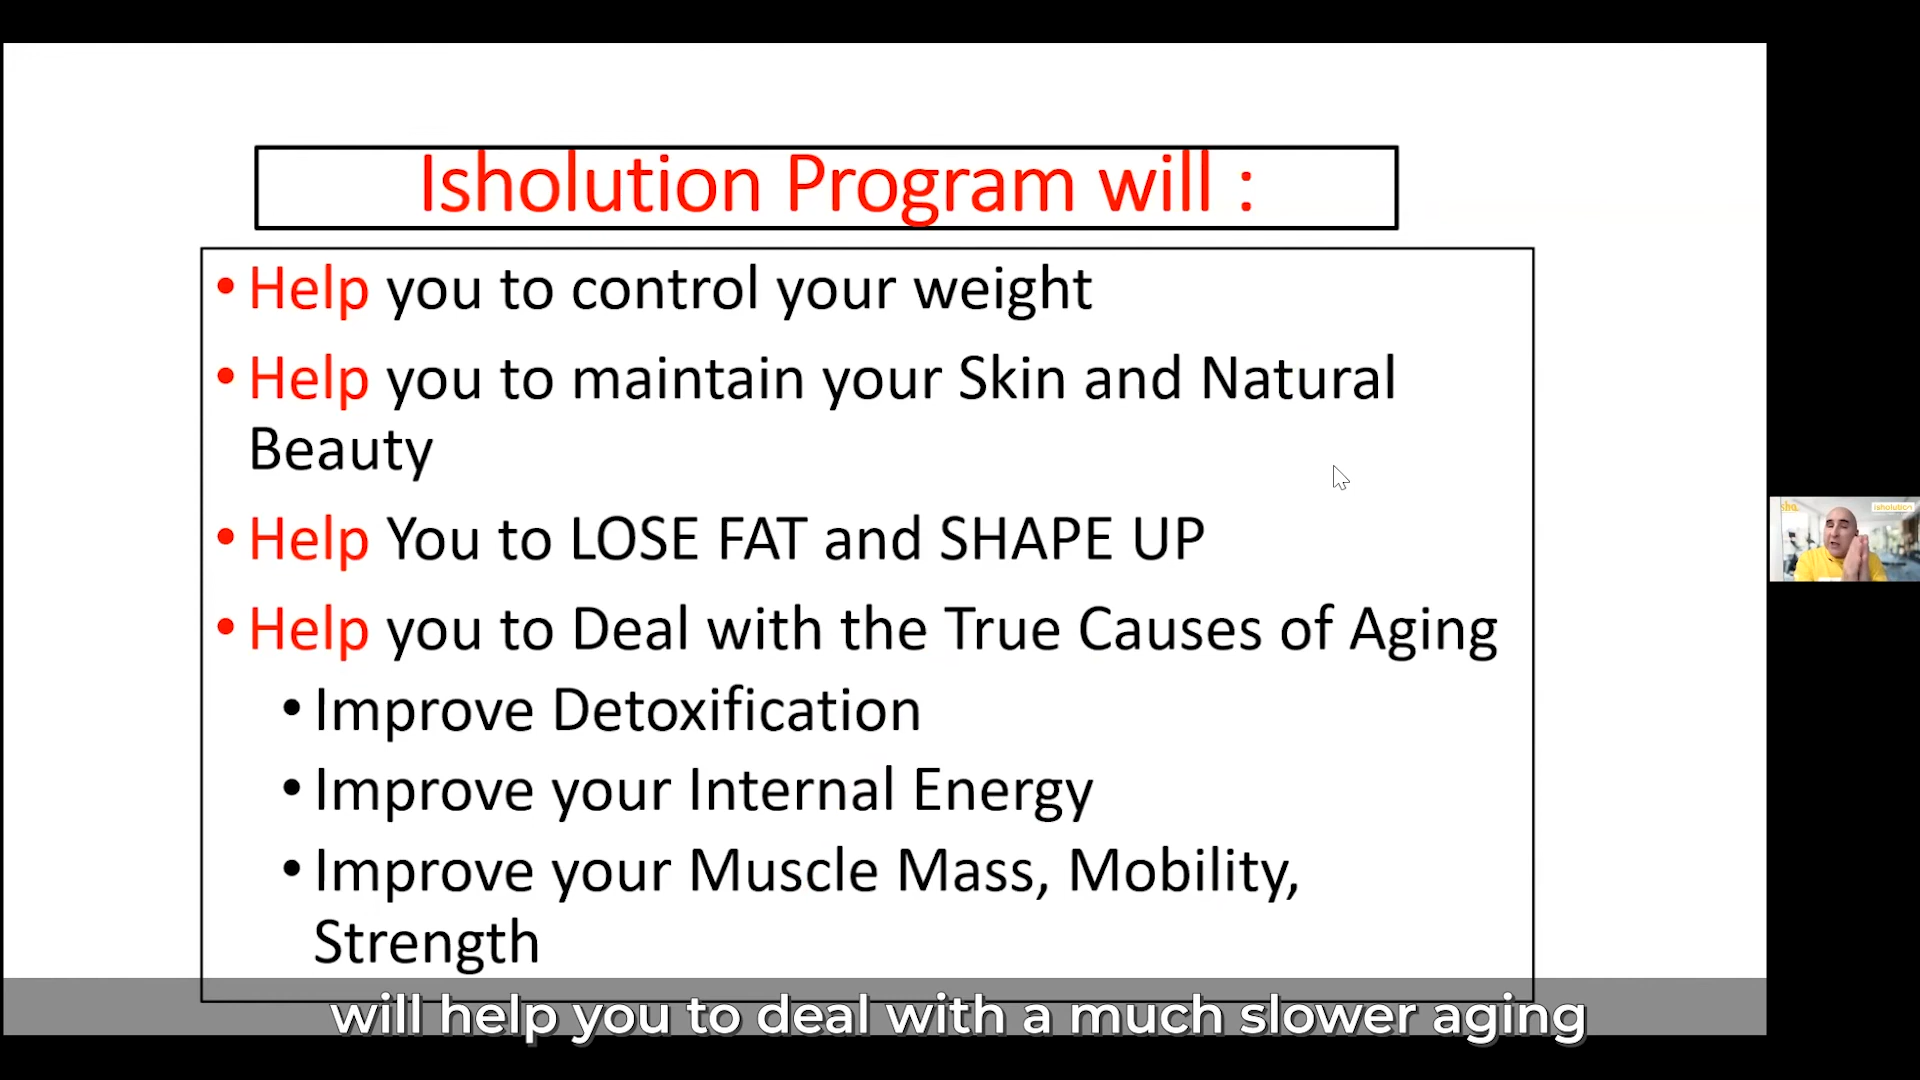 Isholution Program will :
• Help you to control your weight
• Help you to maintain your Skin and Natural
Beauty
• Help You to LOSE FAT and SHAPE UP
• Help you to Deal with the True Causes of Aging
• Improve Detoxification
• Improve your Internal Energy
• Improve your Muscle Mass, Mobility,
Strength
will help you to deal with a much slower aging
isholution